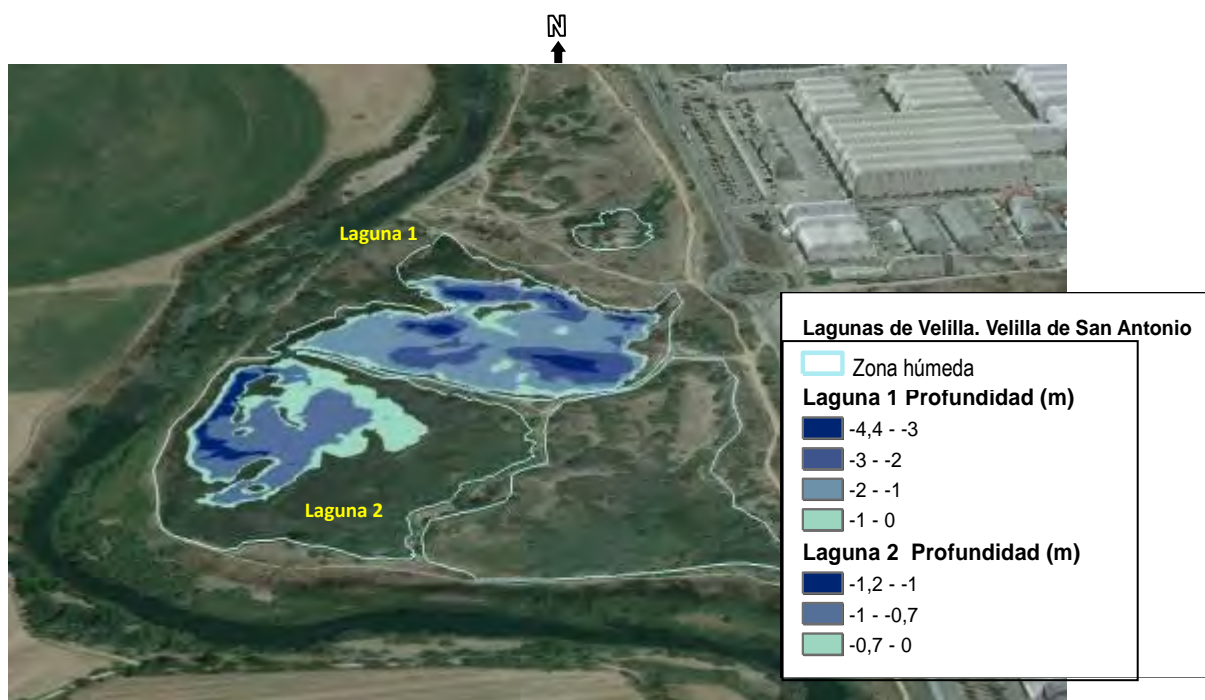 N
Laguna 1
Laguna 2
Lagunas de Velilla. Velilla de San Antonio
Zona húmeda
Laguna 1 Profundidad (m)
-4,4 - -3
-3 - -2
-2 - -1
-1 - 0
Laguna 2 Profundidad (m)
-1,2 - -1
-1 - -0,7
-0,7 - 0